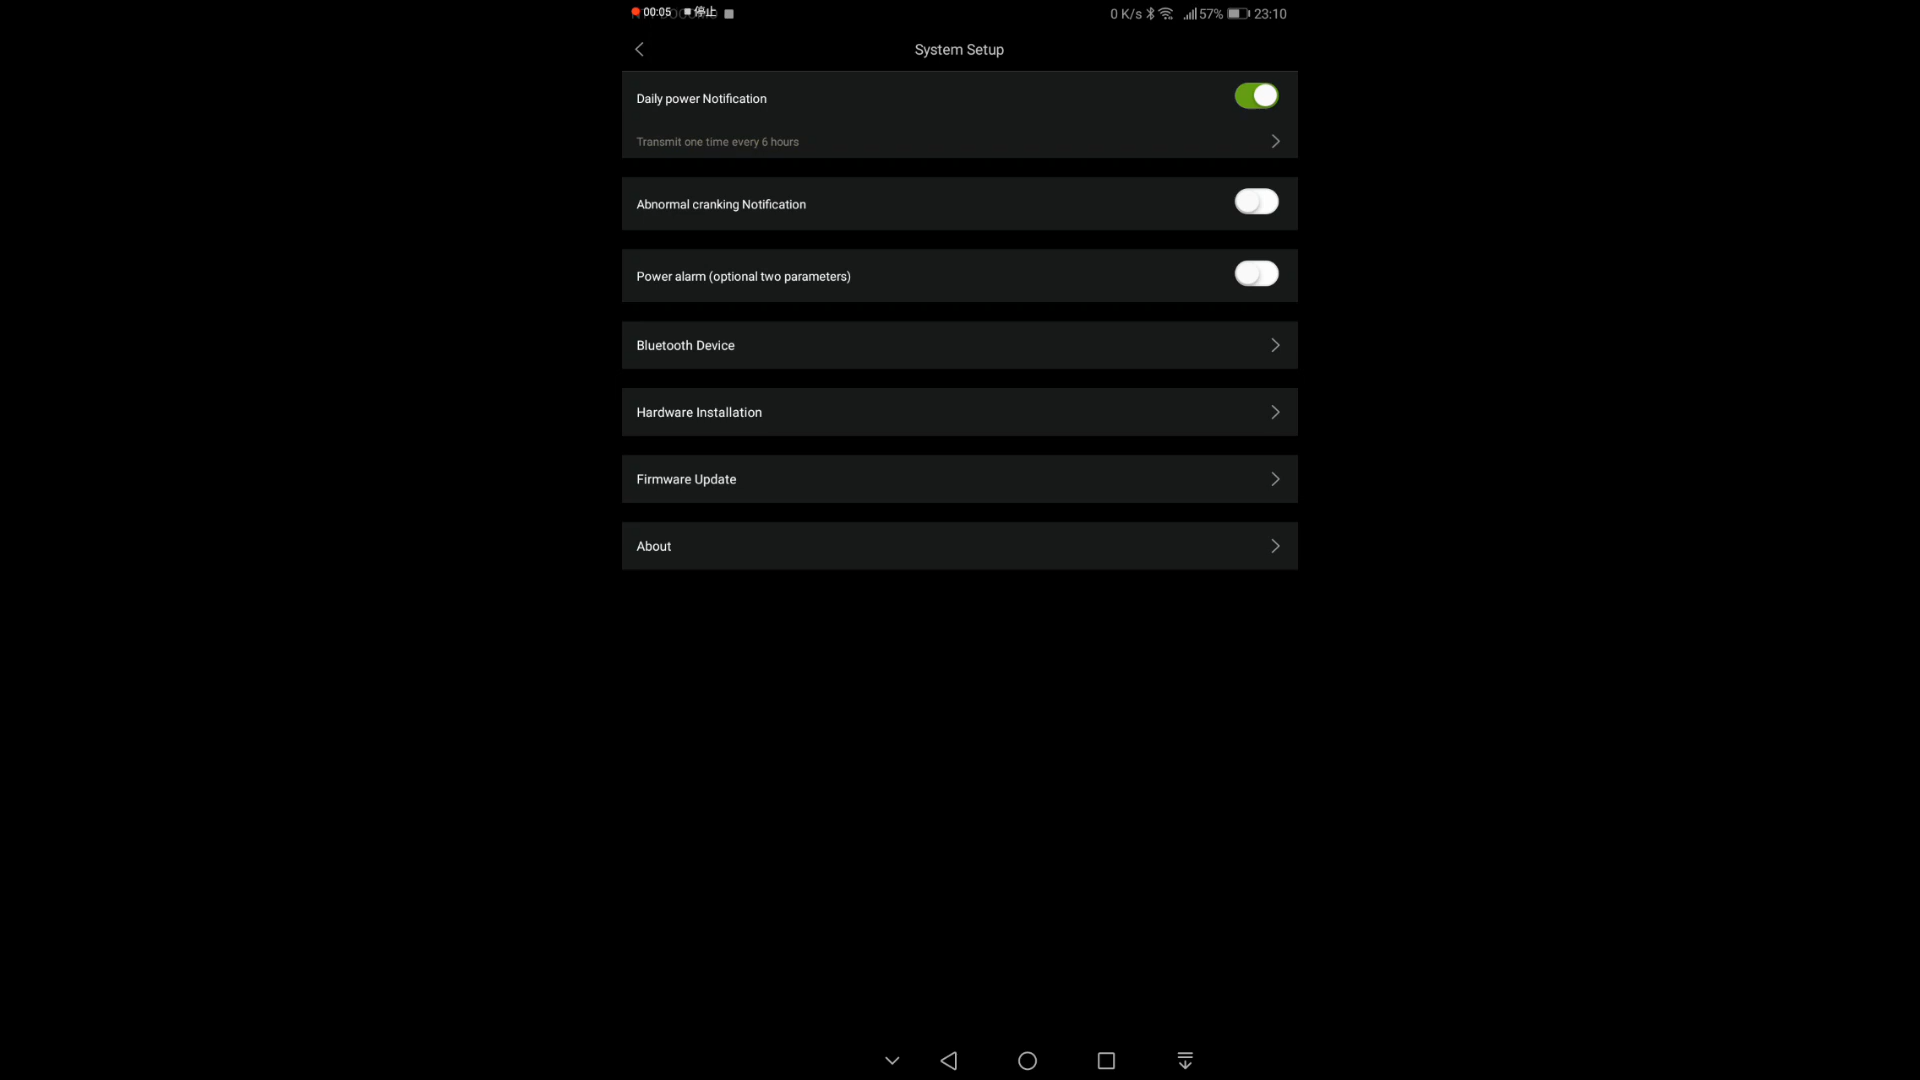 00:05 停止
0 K/s 57% 23:10
System Setup
Daily power Notification
Transmit one time every 6 hours
Abnormal cranking Notification
Power alarm (optional two parameters)
Bluetooth Device
Hardware Installation
Firmware Update
About